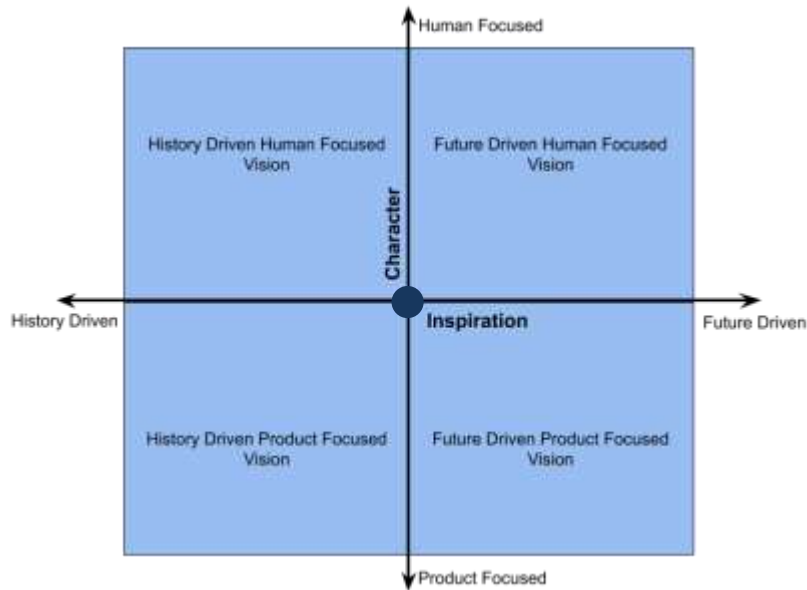 Human Focused
History Driven Human Focused
Vision
Future Driven Human Focused
Vision
Character
Inspiration
History Driven
Future Driven
History Driven Product Focused
Vision
Future Driven Product Focused
Vision
Product Focused